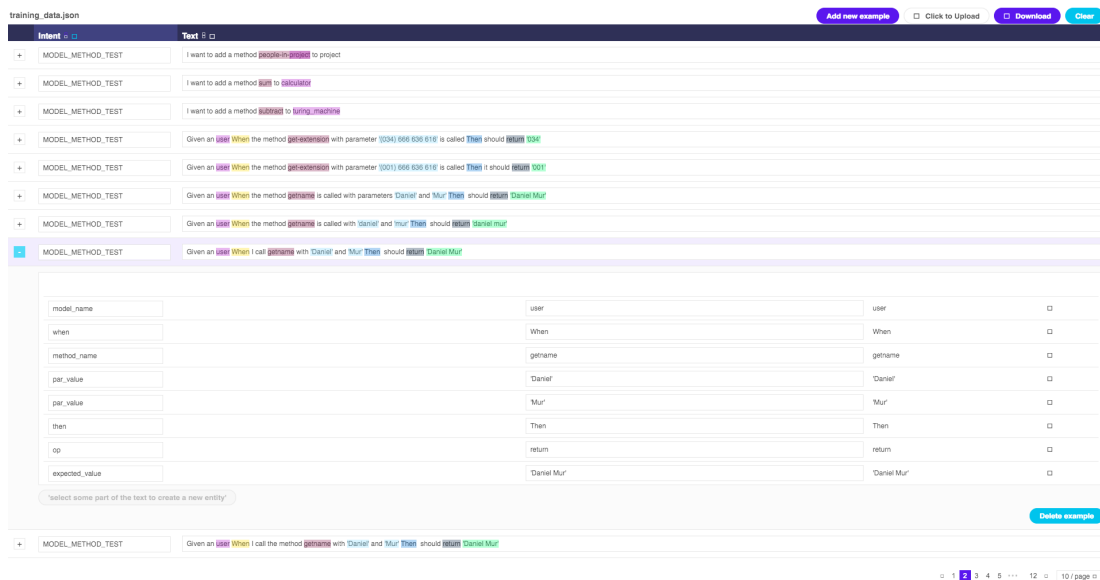 training_data.json
Add new example Click to Upload Download Clear
Intent Text
+ MODEL_METHOD_TEST I want to add a method people-in-project to project
+ MODEL_METHOD_TEST I want to add a method sum to calculator
+ MODEL_METHOD_TEST I want to add a method subtract to turing_machine
+ MODEL_METHOD_TEST Given an user When the method get-extension with parameter '(034) 666 636 616' is called Then should return '034'
+ MODEL_METHOD_TEST Given an user When the method get-extension with parameter '(001) 666 636 616' is called Then it should return '001'
+ MODEL_METHOD_TEST Given an user When the method getname is called with parameters 'Daniel' and 'Mur' Then should return 'Daniel Mur'
+ MODEL_METHOD_TEST Given an user When the method getname is called with 'daniel' and 'mur' Then should return 'daniel mur'
- MODEL_METHOD_TEST Given an user When I call getname with 'Daniel' and 'Mur' Then should return 'Daniel Mur'
model_name user user
when When When
method_name getname getname
par_value 'Daniel' 'Daniel'
par_value 'Mur' 'Mur'
then Then Then
op return return
expected_value 'Daniel Mur' 'Daniel Mur'
'select some part of the text to create a new entity'
Delete example
+ MODEL_METHOD_TEST Given an user When I call the method getname with 'Daniel' and 'Mur' Then should return 'Daniel Mur'
1 2 3 4 5 ••• 12 10 / page